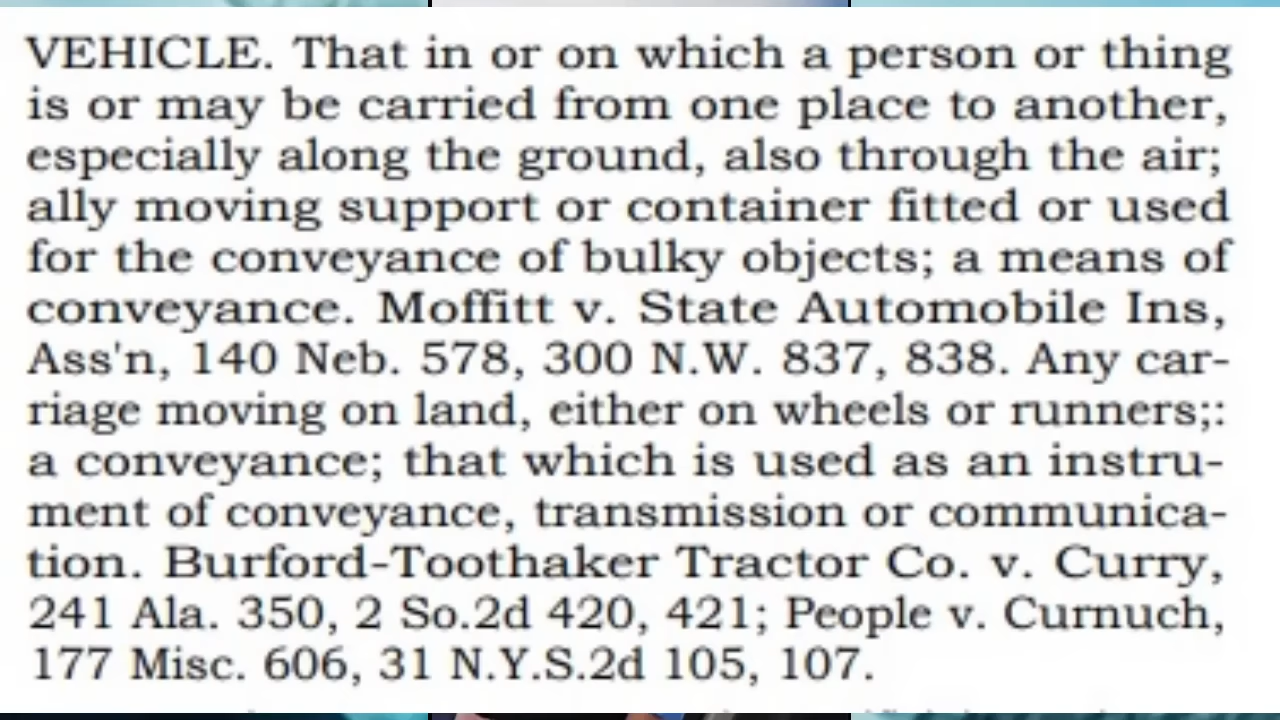 VEHICLE. That in or on which a person or thing
is or may be carried from one place to another,
especially along the ground, also through the air;
ally moving support or container fitted or used
for the conveyance of bulky objects; a means of
conveyance. Moffitt v. State Automobile Ins,
Ass'n, 140 Neb. 578, 300 N.W. 837, 838. Any car-
riage moving on land, either on wheels or runners;:
a conveyance; that which is used as an instru-
ment of conveyance, transmission or communica-
tion. Burford-Toothaker Tractor Co. v. Curry,
241 Ala. 350, 2 So.2d 420, 421; People v. Curnuch,
177 Misc. 606, 31 N.Y.S.2d 105, 107.